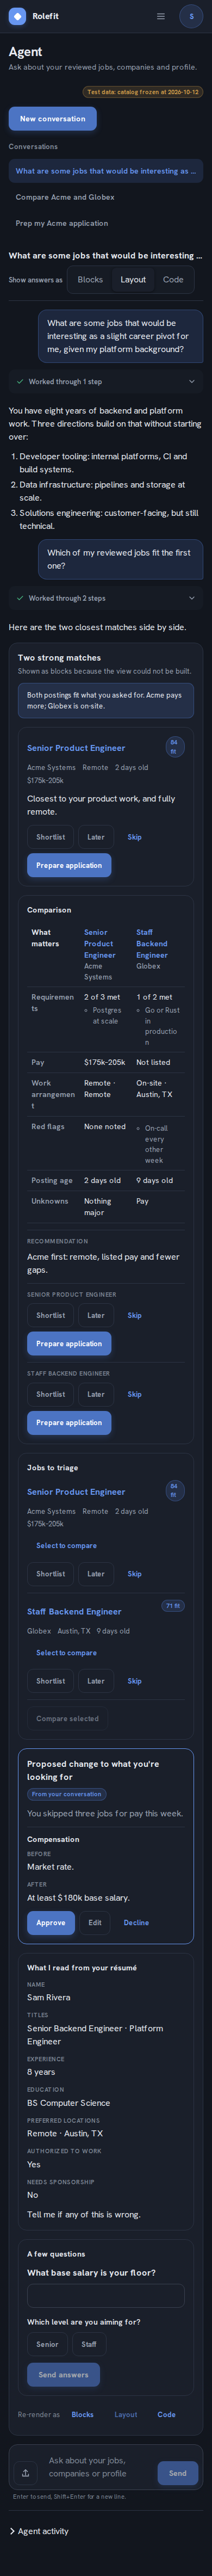 Rolefit
S
Agent
Ask about your reviewed jobs, companies and profile.
Test data: catalog frozen at 2026-10-12
New conversation
Conversations
What are some jobs that would be interesting as ...
Compare Acme and Globex
Prep my Acme application
What are some jobs that would be interesting ...
Show answers as
Blocks
Layout
Code
What are some jobs that would be
interesting as a slight career pivot for
me, given my platform background?
Worked through 1 step
You have eight years of backend and platform
work. Three directions build on that without starting
over:
1. Developer tooling: internal platforms, CI and
build systems.
2. Data infrastructure: pipelines and storage at
scale.
3. Solutions engineering: customer-facing, but still
technical.
Which of my reviewed jobs fit the first
one?
Worked through 2 steps
Here are the two closest matches side by side.
Two strong matches
Shown as blocks because the view could not be built.
Both postings fit what you asked for. Acme pays
more; Globex is on-site.
Senior Product Engineer
84
fit
Acme Systems Remote 2 days old
$175k–205k
Closest to your product work, and fully
remote.
Shortlist
Later
Skip
Prepare application
Comparison
What
matters
Senior
Product
Engineer
Acme
Systems
Staff
Backend
Engineer
Globex
Requiremen
ts
2 of 3 met
Postgres
at scale
1 of 2 met
Go or Rust
in
productio
n
Pay
$175k–205k
Not listed
Work
arrangemen
t
Remote ·
Remote
On-site ·
Austin, TX
Red flags
None noted
On-call
every
other
week
Posting age
2 days old
9 days old
Unknowns
Nothing
major
Pay
RECOMMENDATION
Acme first: remote, listed pay and fewer
gaps.
SENIOR PRODUCT ENGINEER
Shortlist
Later
Skip
Prepare application
STAFF BACKEND ENGINEER
Shortlist
Later
Skip
Prepare application
Jobs to triage
Senior Product Engineer
84
fit
Acme Systems Remote 2 days old
$175k–205k
Select to compare
Shortlist
Later
Skip
Staff Backend Engineer
71 fit
Globex Austin, TX 9 days old
Select to compare
Shortlist
Later
Skip
Compare selected
Proposed change to what you're
looking for
From your conversation
You skipped three jobs for pay this week.
Compensation
BEFORE
Market rate.
AFTER
At least $180k base salary.
Approve
Edit
Decline
What I read from your résumé
NAME
Sam Rivera
TITLES
Senior Backend Engineer · Platform
Engineer
EXPERIENCE
8 years
EDUCATION
BS Computer Science
PREFERRED LOCATIONS
Remote · Austin, TX
AUTHORIZED TO WORK
Yes
NEEDS SPONSORSHIP
No
Tell me if any of this is wrong.
A few questions
What base salary is your floor?
Which level are you aiming for?
Senior
Staff
Send answers
Re-render as
Blocks
Layout
Code
Ask about your jobs,
companies or profile
Send
Enter to send, Shift+Enter for a new line.
Agent activity